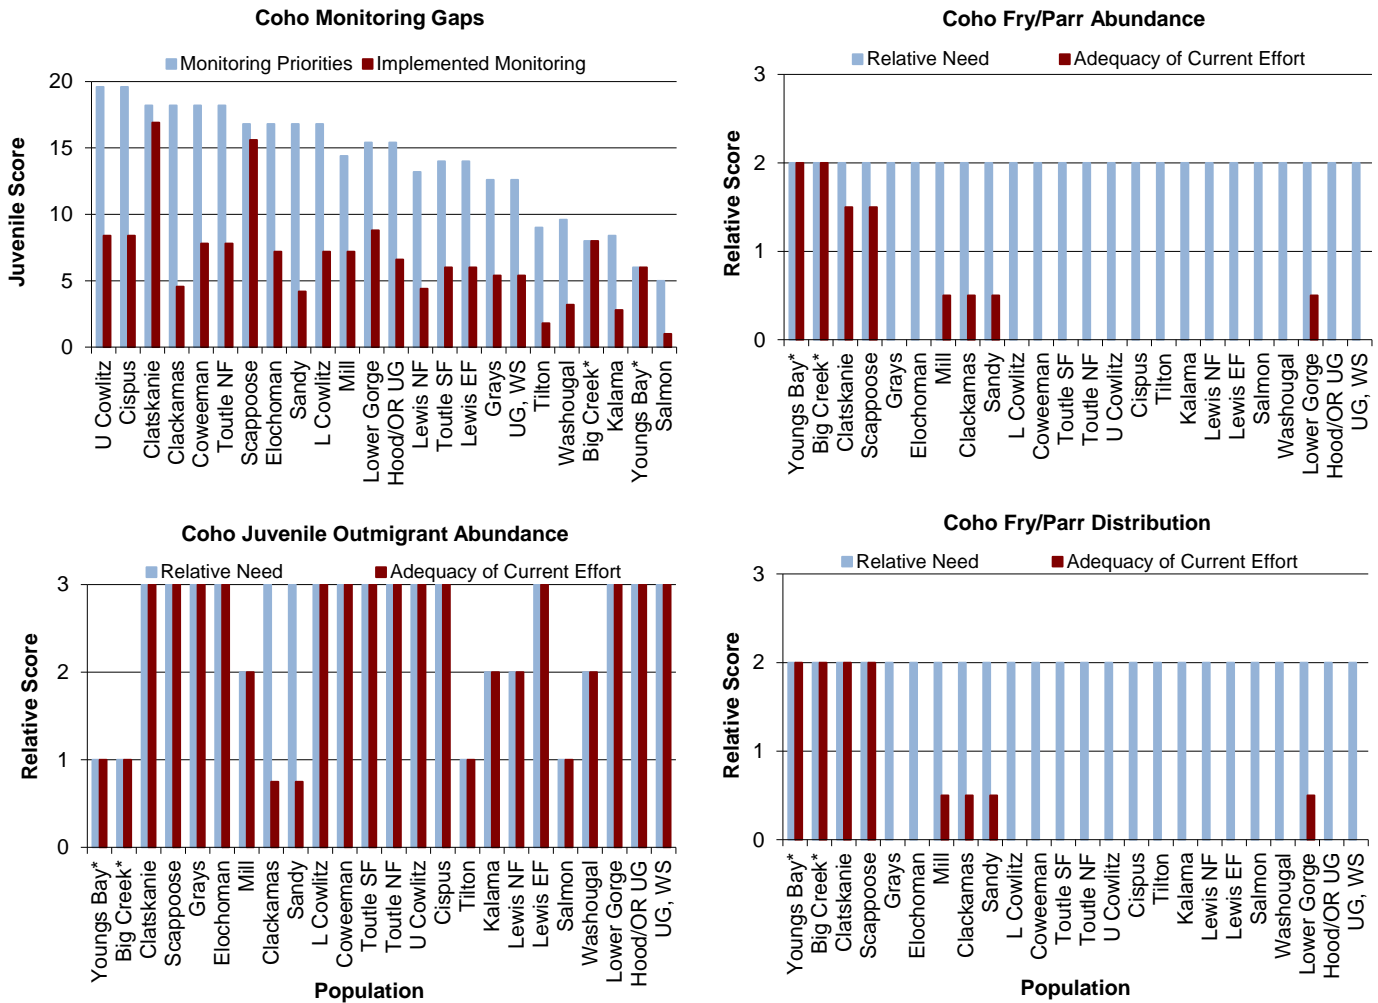 Coho Monitoring Gaps
Monitoring Priorities
Implemented Monitoring
Juvenile Score
20
15
10
5
0
U Cowlitz
Cispus
Clatskanie
Clackamas
Coweeman
Toutle NF
Scappoose
Elochoman
Sandy
L Cowlitz
Mill
Lower Gorge
Hood/OR UG
Lewis NF
Toutle SF
Lewis EF
Grays
UG, WS
Tilton
Washougal
Big Creek*
Kalama
Youngs Bay*
Salmon
Coho Fry/Parr Abundance
Relative Need
Adequacy of Current Effort
Relative Score
3
2
1
0
Youngs Bay*
Big Creek*
Clatskanie
Scappoose
Grays
Elochoman
Mill
Clackamas
Sandy
L Cowlitz
Coweeman
Toutle SF
Toutle NF
U Cowlitz
Cispus
Tilton
Kalama
Lewis NF
Lewis EF
Salmon
Washougal
Lower Gorge
Hood/OR UG
UG, WS
Coho Juvenile Outmigrant Abundance
Relative Need
Adequacy of Current Effort
Relative Score
3
2
1
0
Youngs Bay*
Big Creek*
Clatskanie
Scappoose
Grays
Elochoman
Mill
Clackamas
Sandy
L Cowlitz
Coweeman
Toutle SF
Toutle NF
U Cowlitz
Cispus
Tilton
Kalama
Lewis NF
Lewis EF
Salmon
Washougal
Lower Gorge
Hood/OR UG
UG, WS
Population
Coho Fry/Parr Distribution
Relative Need
Adequacy of Current Effort
Relative Score
3
2
1
0
Youngs Bay*
Big Creek*
Clatskanie
Scappoose
Grays
Elochoman
Mill
Clackamas
Sandy
L Cowlitz
Coweeman
Toutle SF
Toutle NF
U Cowlitz
Cispus
Tilton
Kalama
Lewis NF
Lewis EF
Salmon
Washougal
Lower Gorge
Hood/OR UG
UG, WS
Population